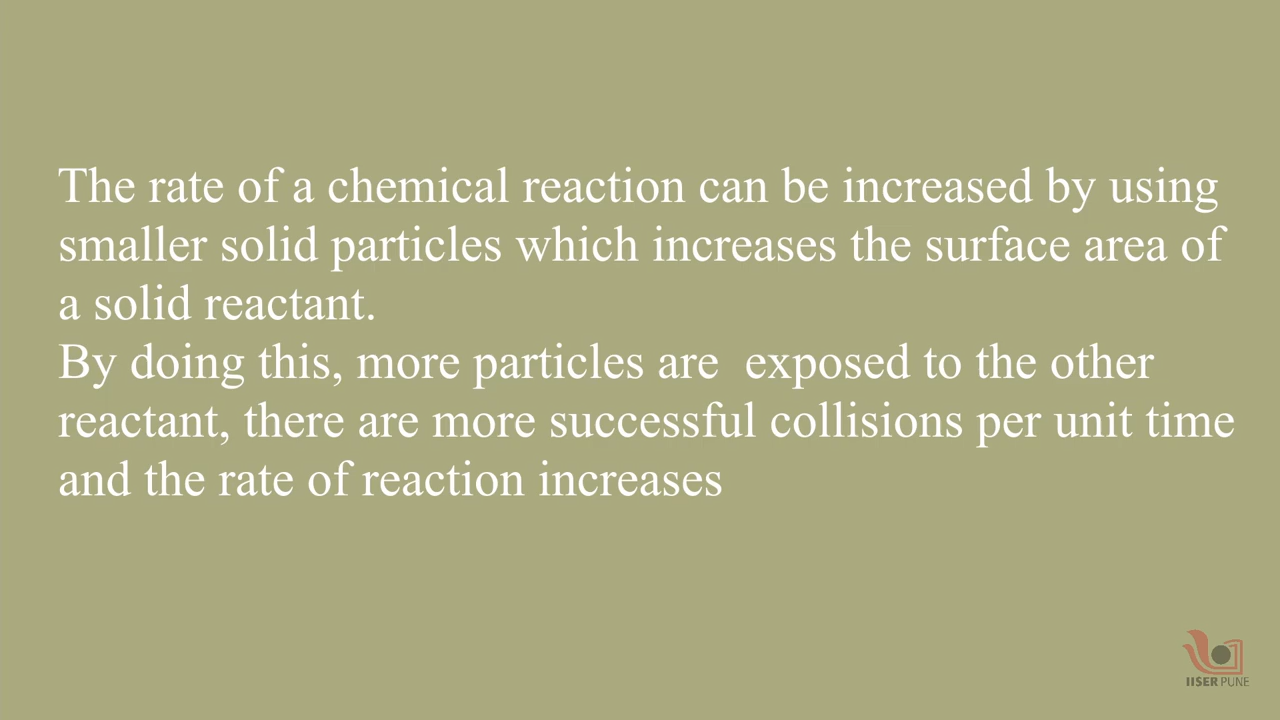 The rate of a chemical reaction can be increased by using
smaller solid particles which increases the surface area of
a solid reactant.
By doing this, more particles are  exposed to the other
reactant, there are more successful collisions per unit time
and the rate of reaction increases
IISER PUNE